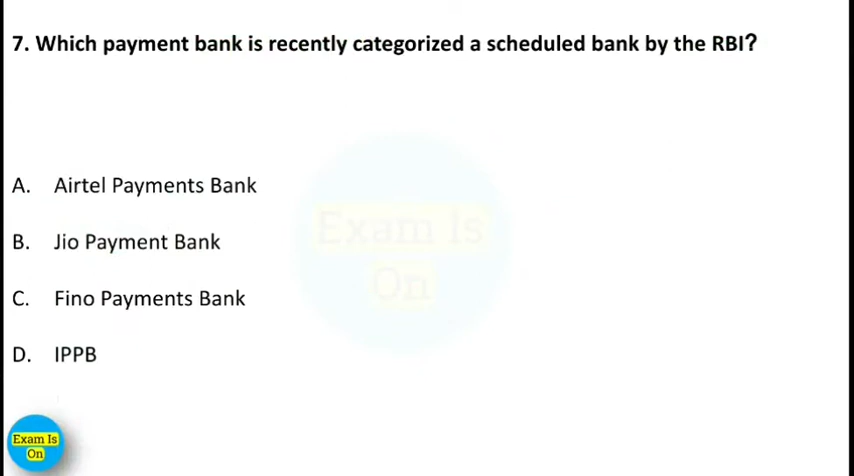 7. Which payment bank is recently categorized a scheduled bank by the RBI?
A. Airtel Payments Bank
Exam Is
B. Jio Payment Bank
On
C. Fino Payments Bank
D. IPPB
Exam Is
On